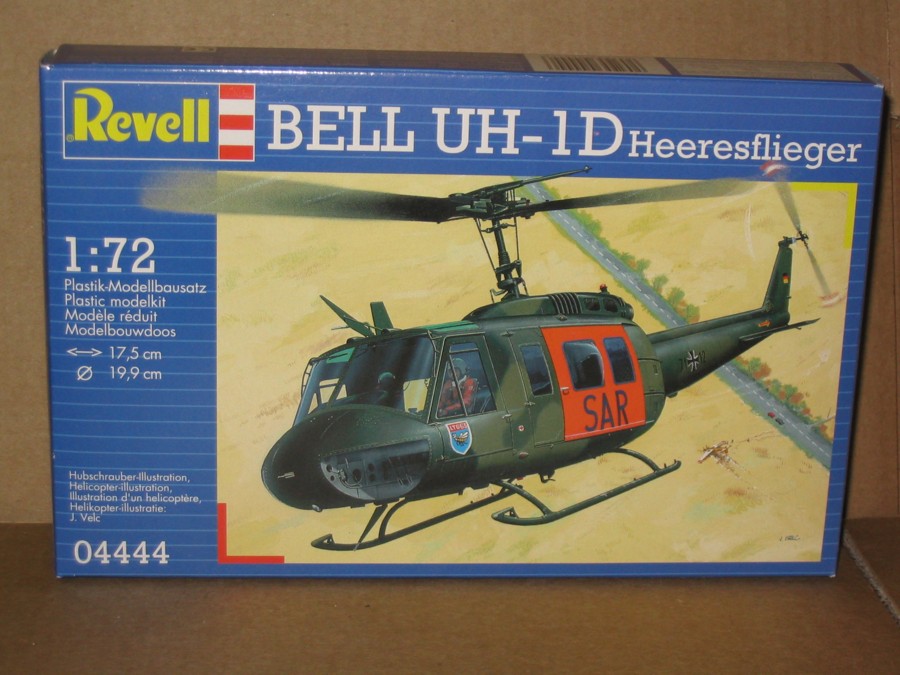 Revell
BELL UH-1D Heeresflieger
1:72
Plastik-Modellbausatz
Plastic modelkit
Modèle réduit
Modelbouwdoos
17,5 cm
Ø 19,9 cm
SAR
Hubschrauber-Illustration,
Helicopter-illustration,
Illustration d'un helicoptère,
Helikopter-illustratie:
J. Velc
04444